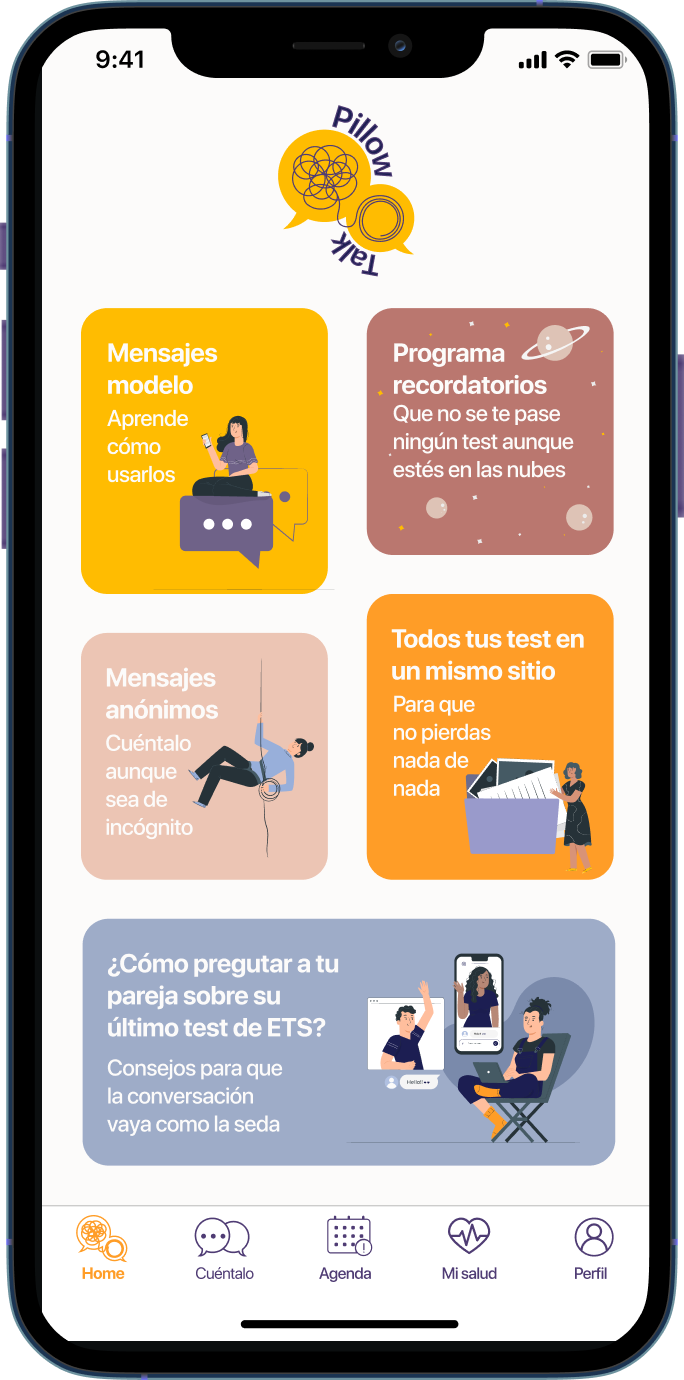 9:41
Pillow
Talk
Mensajes
modelo
Aprende
cómo
usarlos
Programa
recordatorios
Que no se te pase
ningún test aunque
estés en las nubes
Mensajes
anónimos
Cuéntalo
aunque
sea de
incógnito
Todos tus test en
un mismo sitio
Para que
no pierdas
nada de
nada
¿Cómo pregutar a tu
pareja sobre su
último test de ETS?
Consejos para que
la conversación
vaya como la seda
Hello!!
Home
Cuéntalo
Agenda
Mi salud
Perfil